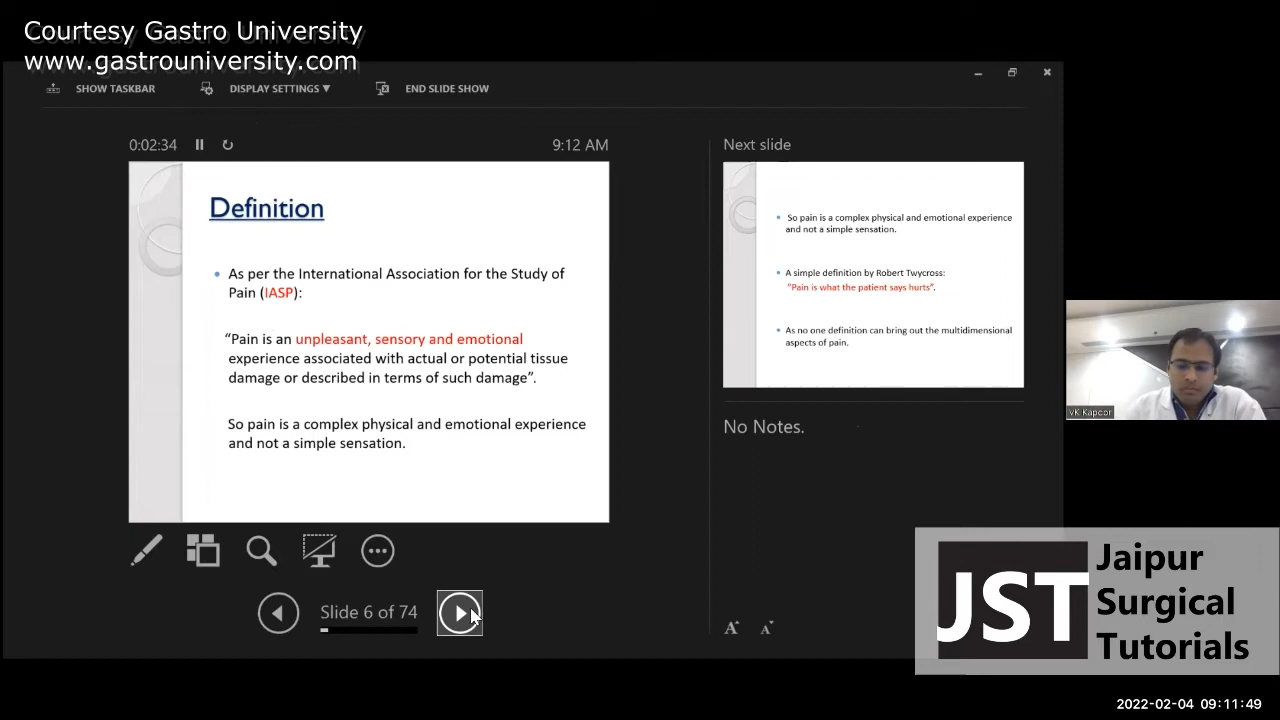 Courtesy Gastro University
www.gastrouniversity.com
SHOW TASKBAR
DISPLAY SETTINGS ▼
END SLIDE SHOW
0:02:34
9:12 AM
Definition
• As per the International Association for the Study of
Pain (IASP):
“Pain is an unpleasant, sensory and emotional
experience associated with actual or potential tissue
damage or described in terms of such damage”.
So pain is a complex physical and emotional experience
and not a simple sensation.
Slide 6 of 74
Next slide
• So pain is a complex physical and emotional experience
and not a simple sensation.
• A simple definition by Robert Twycross:
“Pain is what the patient says hurts”.
• As no one definition can bring out the multidimensional
aspects of pain.
No Notes.
A A
VK Kapoor
JST
Jaipur
Surgical
Tutorials
2022-02-04 09:11:49